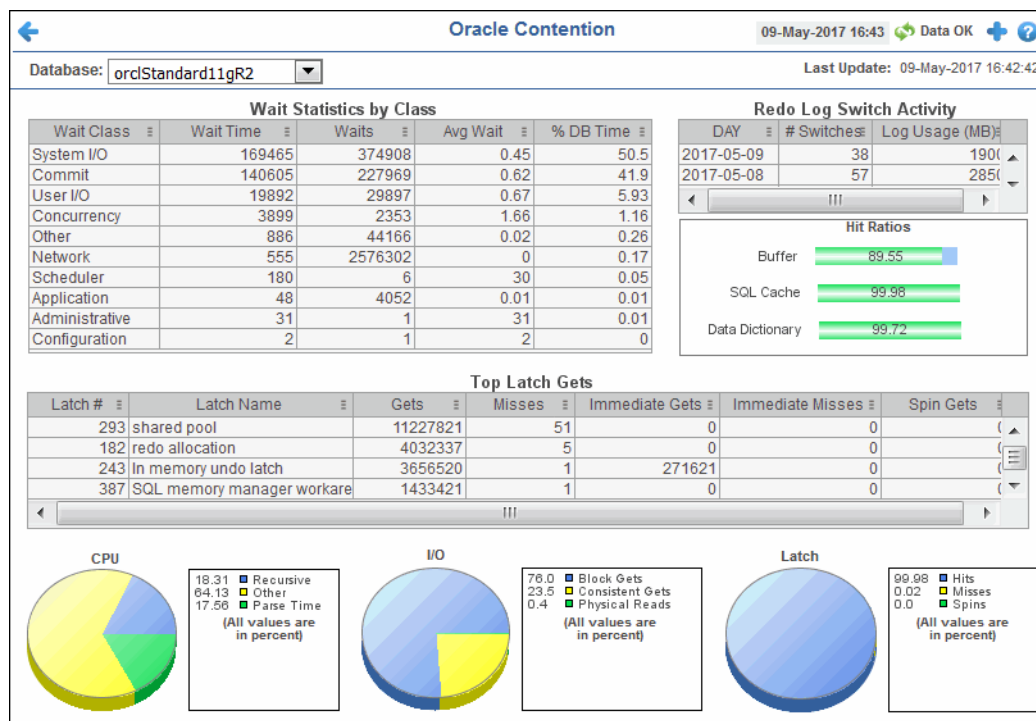 Oracle Contention
09-May-2017 16:43 Data OK
Database: orclStandard11gR2
Last Update: 09-May-2017 16:42:42
Wait Statistics by Class
Wait Class Wait Time Waits Avg Wait % DB Time
System I/O 169465 374908 0.45 50.5
Commit 140605 227969 0.62 41.9
User I/O 19892 29897 0.67 5.93
Concurrency 3899 2353 1.66 1.16
Other 886 44166 0.02 0.26
Network 555 2576302 0 0.17
Scheduler 180 6 30 0.05
Application 48 4052 0.01 0.01
Administrative 31 1 31 0.01
Configuration 2 1 2 0
Redo Log Switch Activity
DAY # Switches Log Usage (MB)
2017-05-09 38 1900
2017-05-08 57 2850
Hit Ratios
Buffer 89.55
SQL Cache 99.98
Data Dictionary 99.72
Top Latch Gets
Latch # Latch Name Gets Misses Immediate Gets Immediate Misses Spin Gets
293 shared pool 11227821 51 0 0
182 redo allocation 4032337 5 0 0
243 In memory undo latch 3656520 1 271621 0
387 SQL memory manager workare 1433421 1 0 0
CPU
18.31 Recursive
64.13 Other
17.56 Parse Time
(All values are
in percent)
I/O
76.0 Block Gets
23.5 Consistent Gets
0.4 Physical Reads
(All values are
in percent)
Latch
99.98 Hits
0.02 Misses
0.0 Spins
(All values are
in percent)